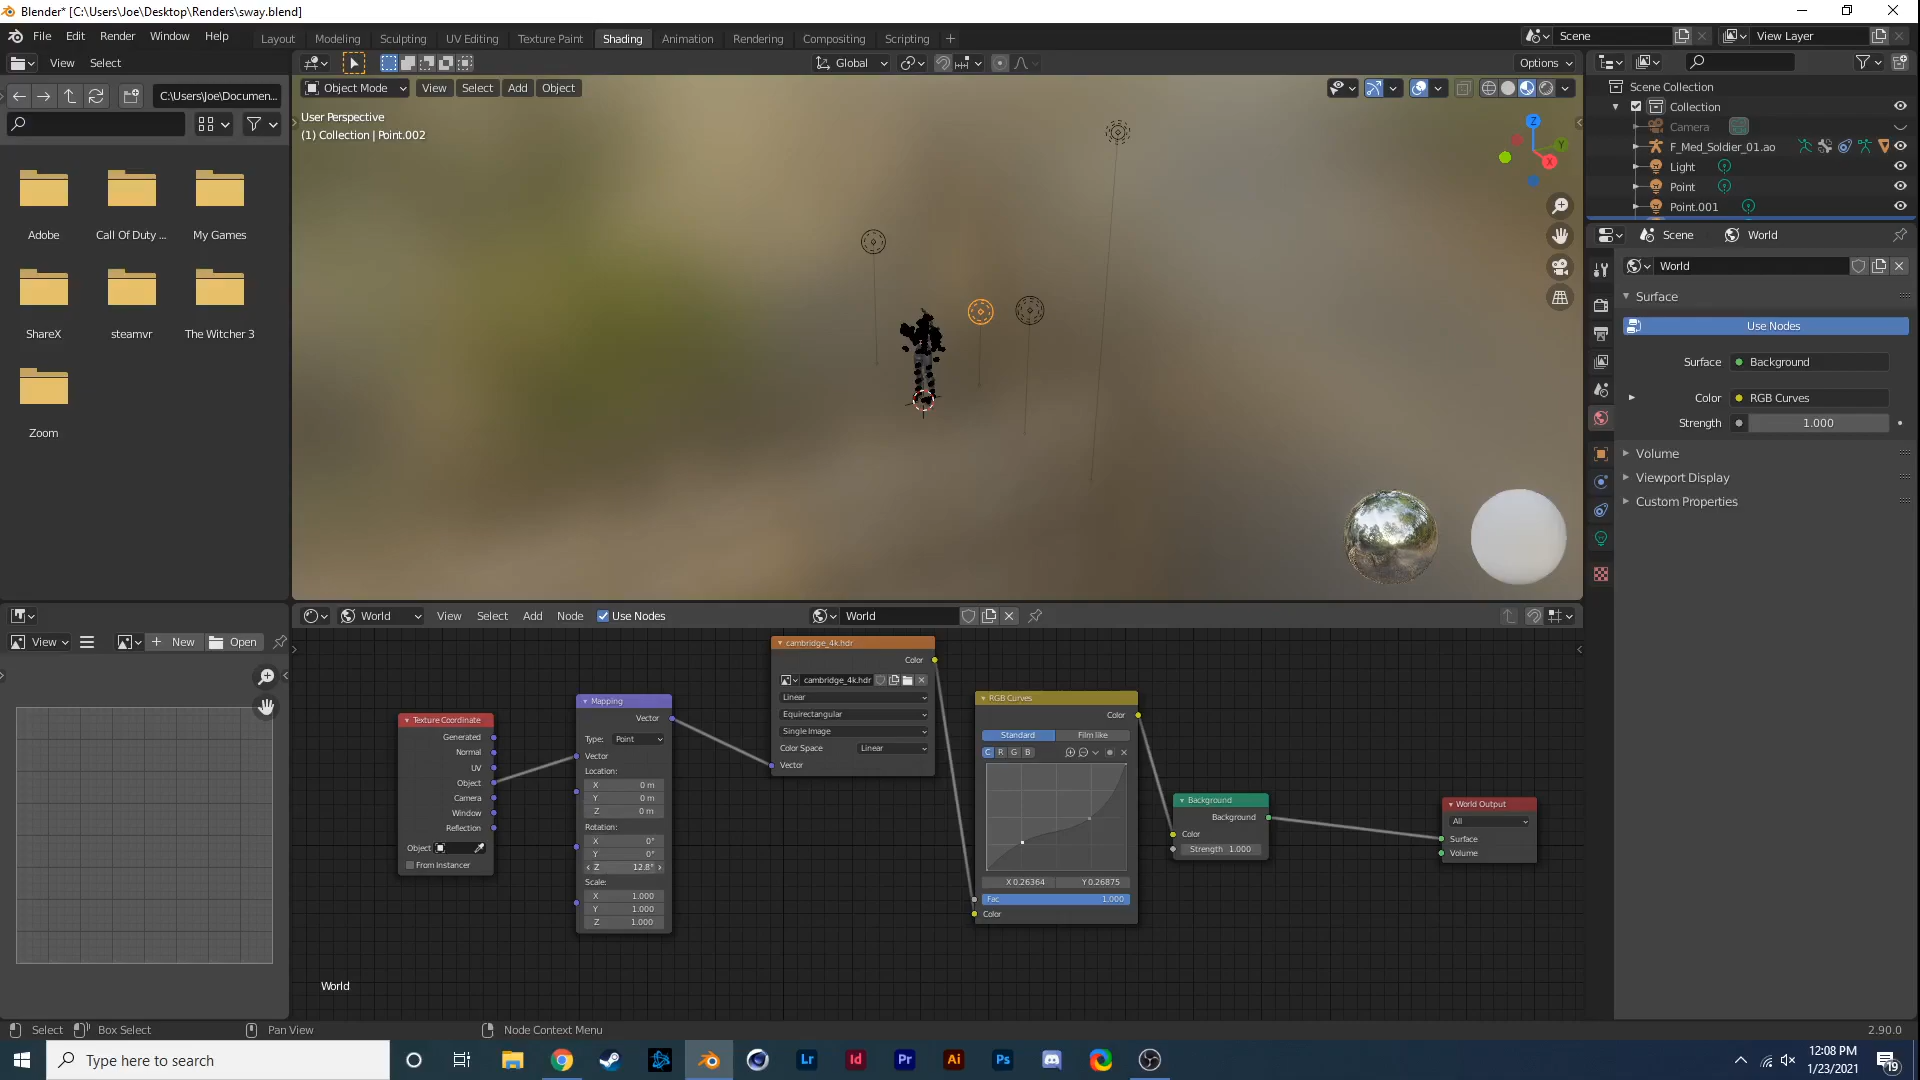 Blender* [C:\Users\Joe\Desktop\Renders\sway.blend]
File Edit Render Window Help
Layout Modeling Sculpting UV Editing Texture Paint Shading Animation Rendering Compositing Scripting +
Scene View Layer
View Select
Global Options
C:\Users\Joe\Documen...
Object Mode View Select Add Object
User Perspective
(1) Collection | Point.002
Z
Y
X
Adobe Call Of Duty ... My Games
ShareX steamvr The Witcher 3
Zoom
Scene Collection
Collection
Camera
F_Med_Soldier_01.ao
Light
Point
Point.001
Scene World
World
Surface
Use Nodes
Surface Background
Color RGB Curves
Strength 1.000
Volume
Viewport Display
Custom Properties
World View Select Add Node Use Nodes World
View New Open
Texture Coordinate
Generated
Normal
UV
Object
Camera
Window
Reflection
Object
From Instancer
Mapping
Vector
Type: Point
Vector
Location:
X 0 m
Y 0 m
Z 0 m
Rotation:
X 0°
Y 0°
Z 12.8°
Scale:
X 1.000
Y 1.000
Z 1.000
cambridge_4k.hdr
Color
cambridge_4k.hdr
Linear
Equirectangular
Single Image
Color Space Linear
Vector
RGB Curves
Color
Standard Film like
C R G B
X 0.26364 Y 0.26875
Fac 1.000
Color
Background
Background
Color
Strength 1.000
World Output
All
Surface
Volume
World
Select Box Select Pan View Node Context Menu 2.90.0
Type here to search
Lr Id Pr Ai Ps
12:08 PM
1/23/2021
19